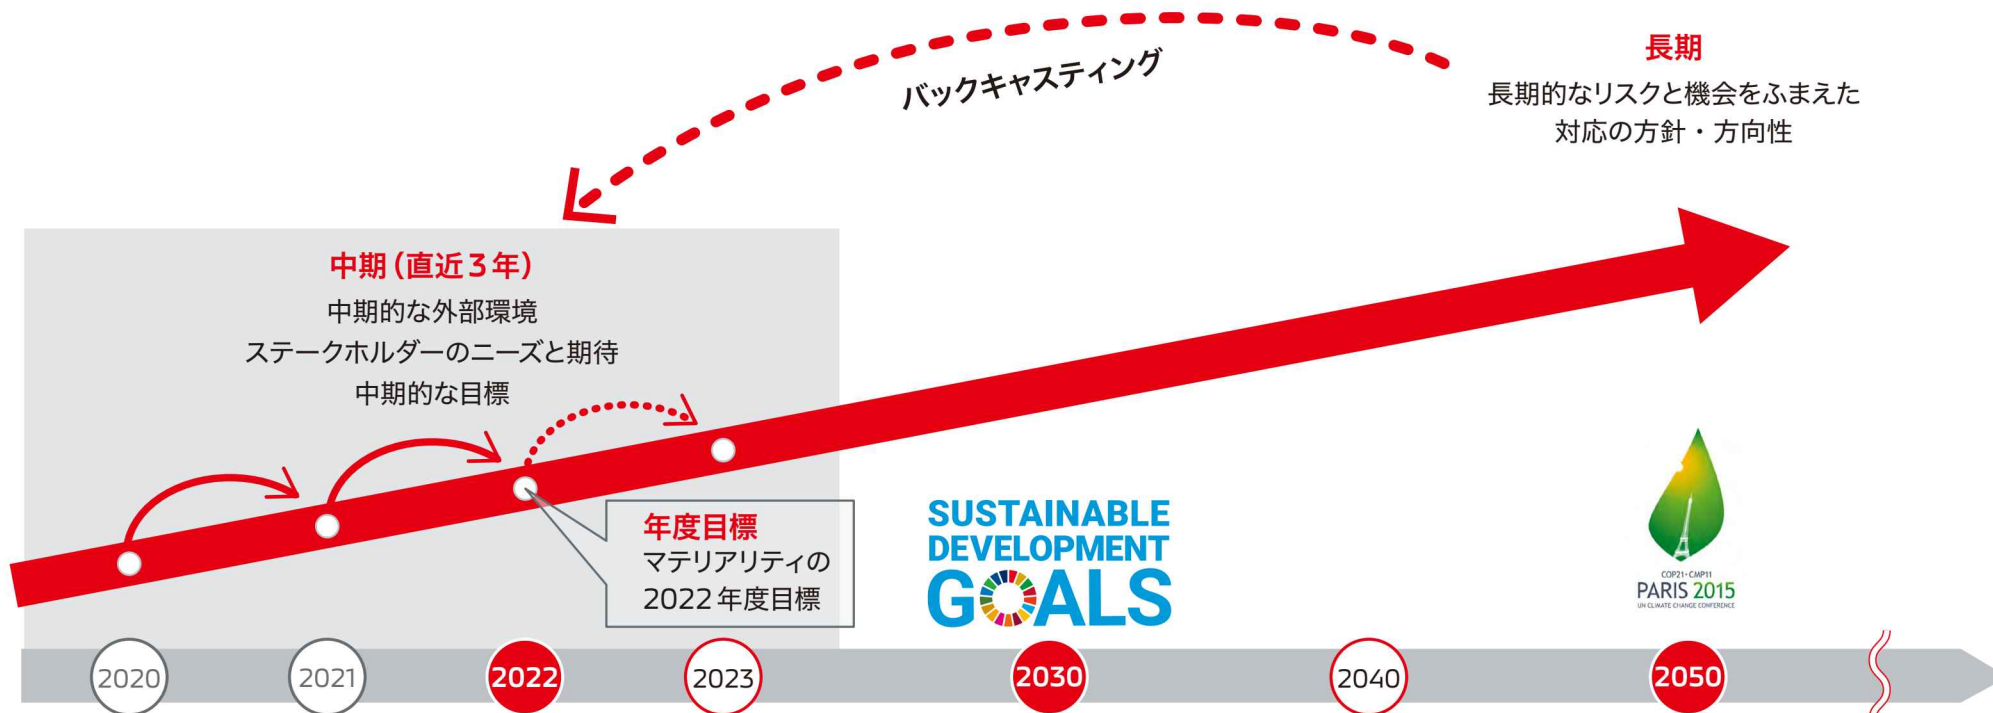 バックキャスティング
長期
長期的なリスクと機会をふまえた
対応の方針・方向性
中期（直近3年）
中期的な外部環境
ステークホルダーのニーズと期待
中期的な目標
年度目標
マテリアリティの
2022年度目標
SUSTAINABLE
DEVELOPMENT
GOALS
COP21・CMP11
PARIS 2015
UN CLIMATE CHANGE CONFERENCE
2020
2021
2022
2023
2030
2040
2050